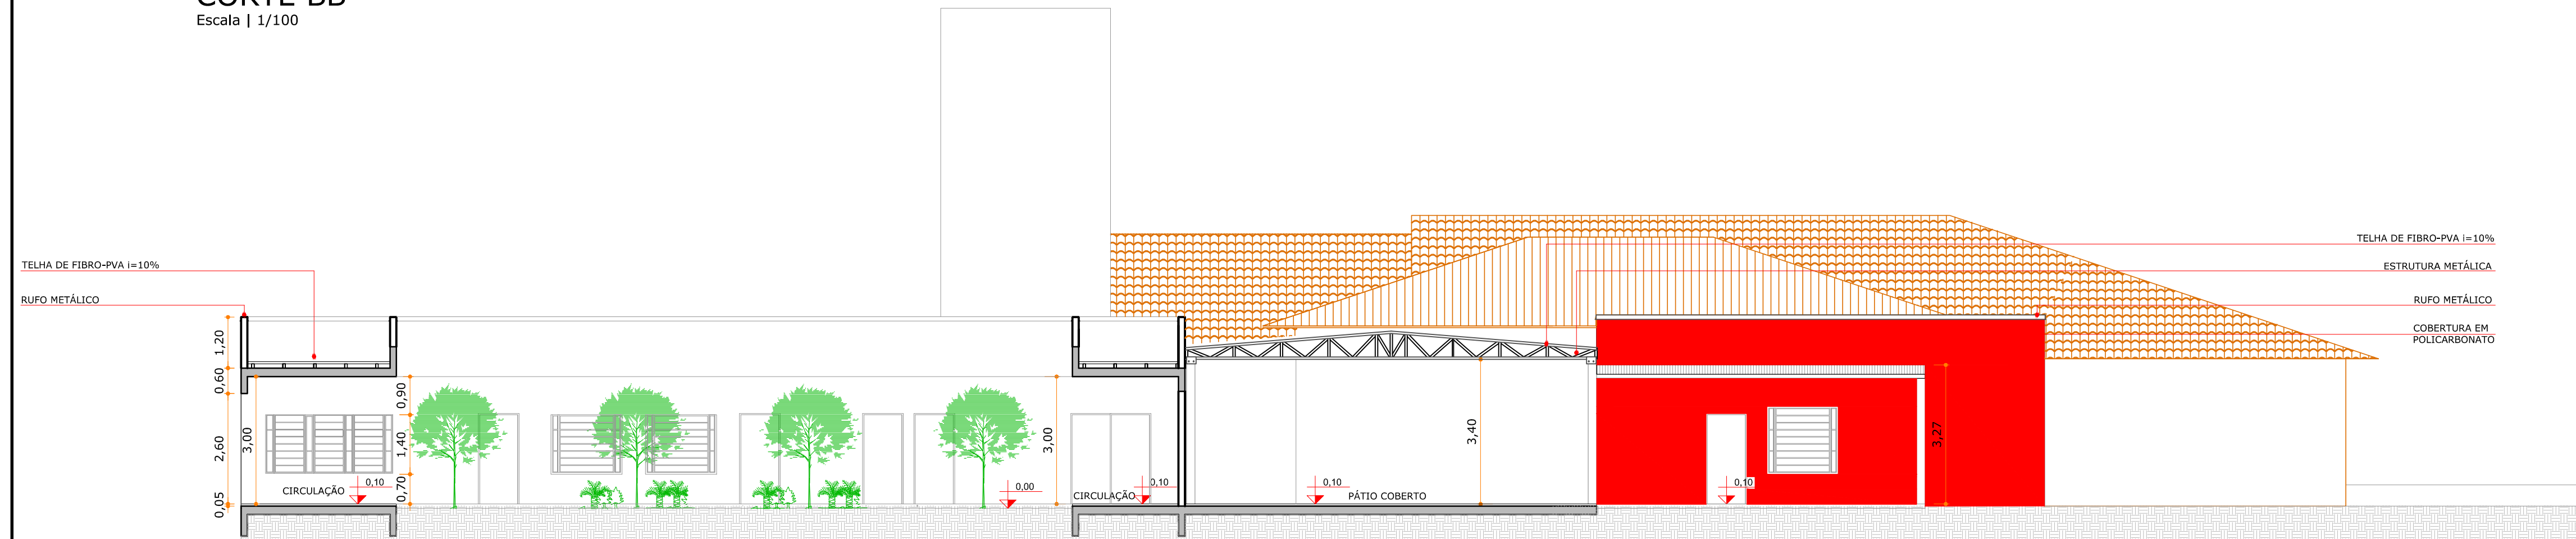 CORTE BB
Escala | 1/100
TELHA DE FIBRO-PVA i=10%
RUFO METÁLICO
TELHA DE FIBRO-PVA i=10%
ESTRUTURA METÁLICA
RUFO METÁLICO
COBERTURA EM
POLICARBONATO
1,20
0,60
2,60
0,05
3,00
0,90
1,40
0,70
CIRCULAÇÃO
0,10
0,00
3,00
CIRCULAÇÃO
0,10
0,10
PÁTIO COBERTO
3,40
0,10
3,27